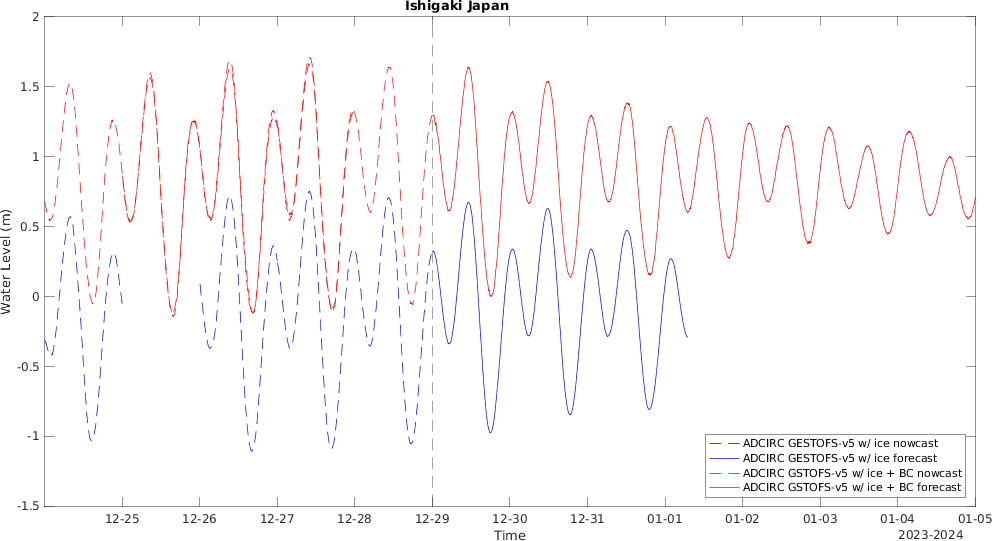 Ishigaki Japan
2
1.5
1
0.5
0
-0.5
-1
-1.5
Water Level (m)
ADCIRC GESTOFS-v5 w/ ice nowcast
ADCIRC GESTOFS-v5 w/ ice forecast
ADCIRC GSTOFS-v5 w/ ice + BC nowcast
ADCIRC GSTOFS-v5 w/ ice + BC forecast
12-25 12-26 12-27 12-28 12-29 12-30 12-31 01-01 01-02 01-03 01-04 01-05
Time
2023-2024